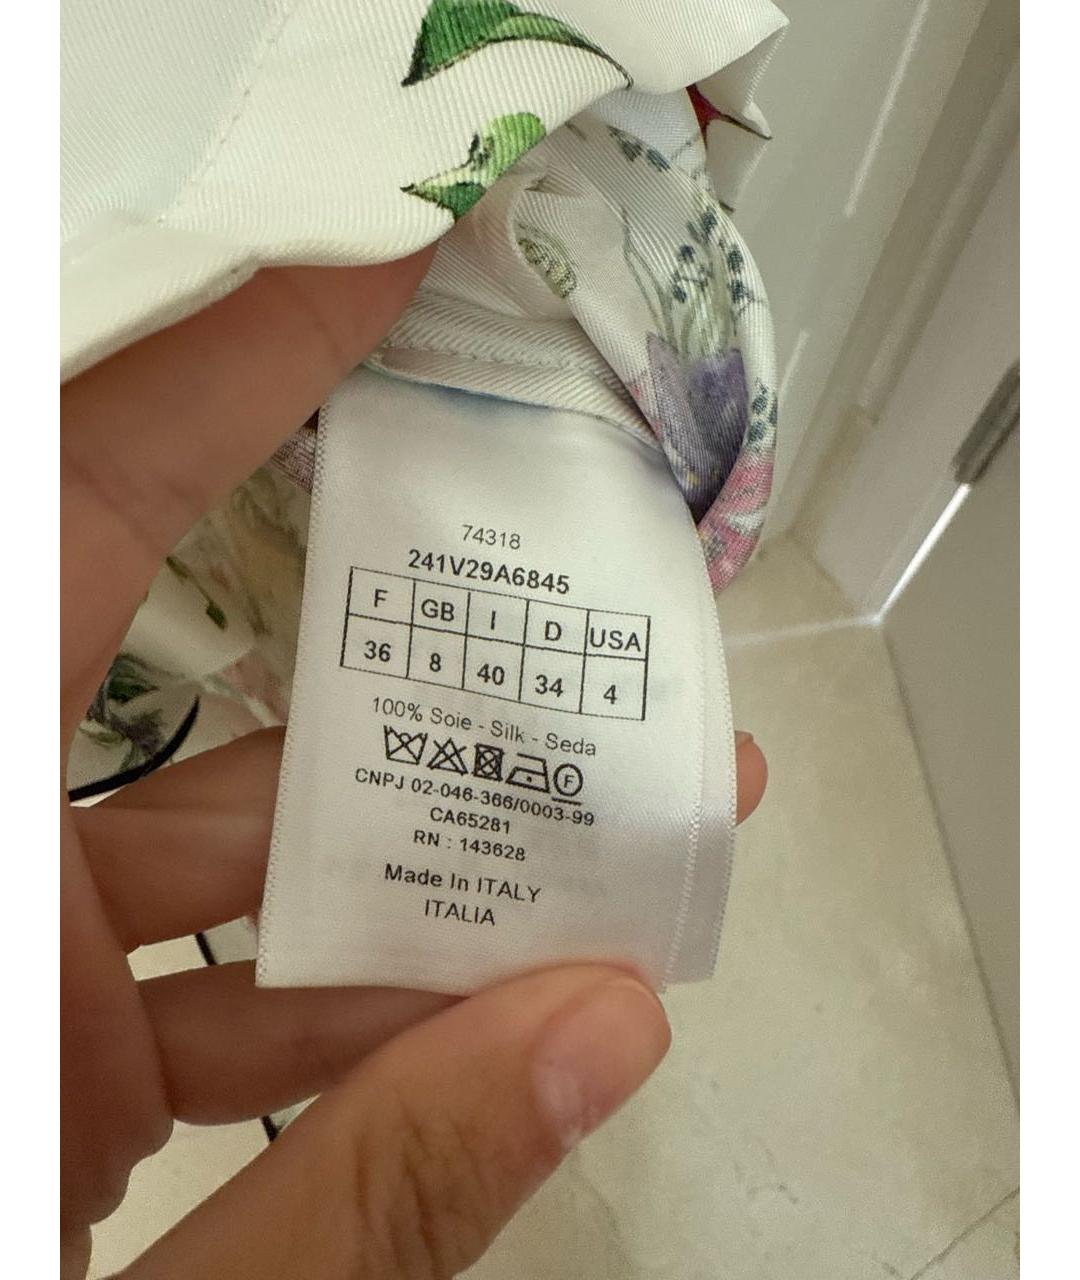 74318
241V29A6845
F GB I D USA
36 8 40 34 4
100% Soie - Silk - Seda
F
CNPJ 02-046-366/0003-99
CA65281
RN : 143628
Made In ITALY
ITALIA